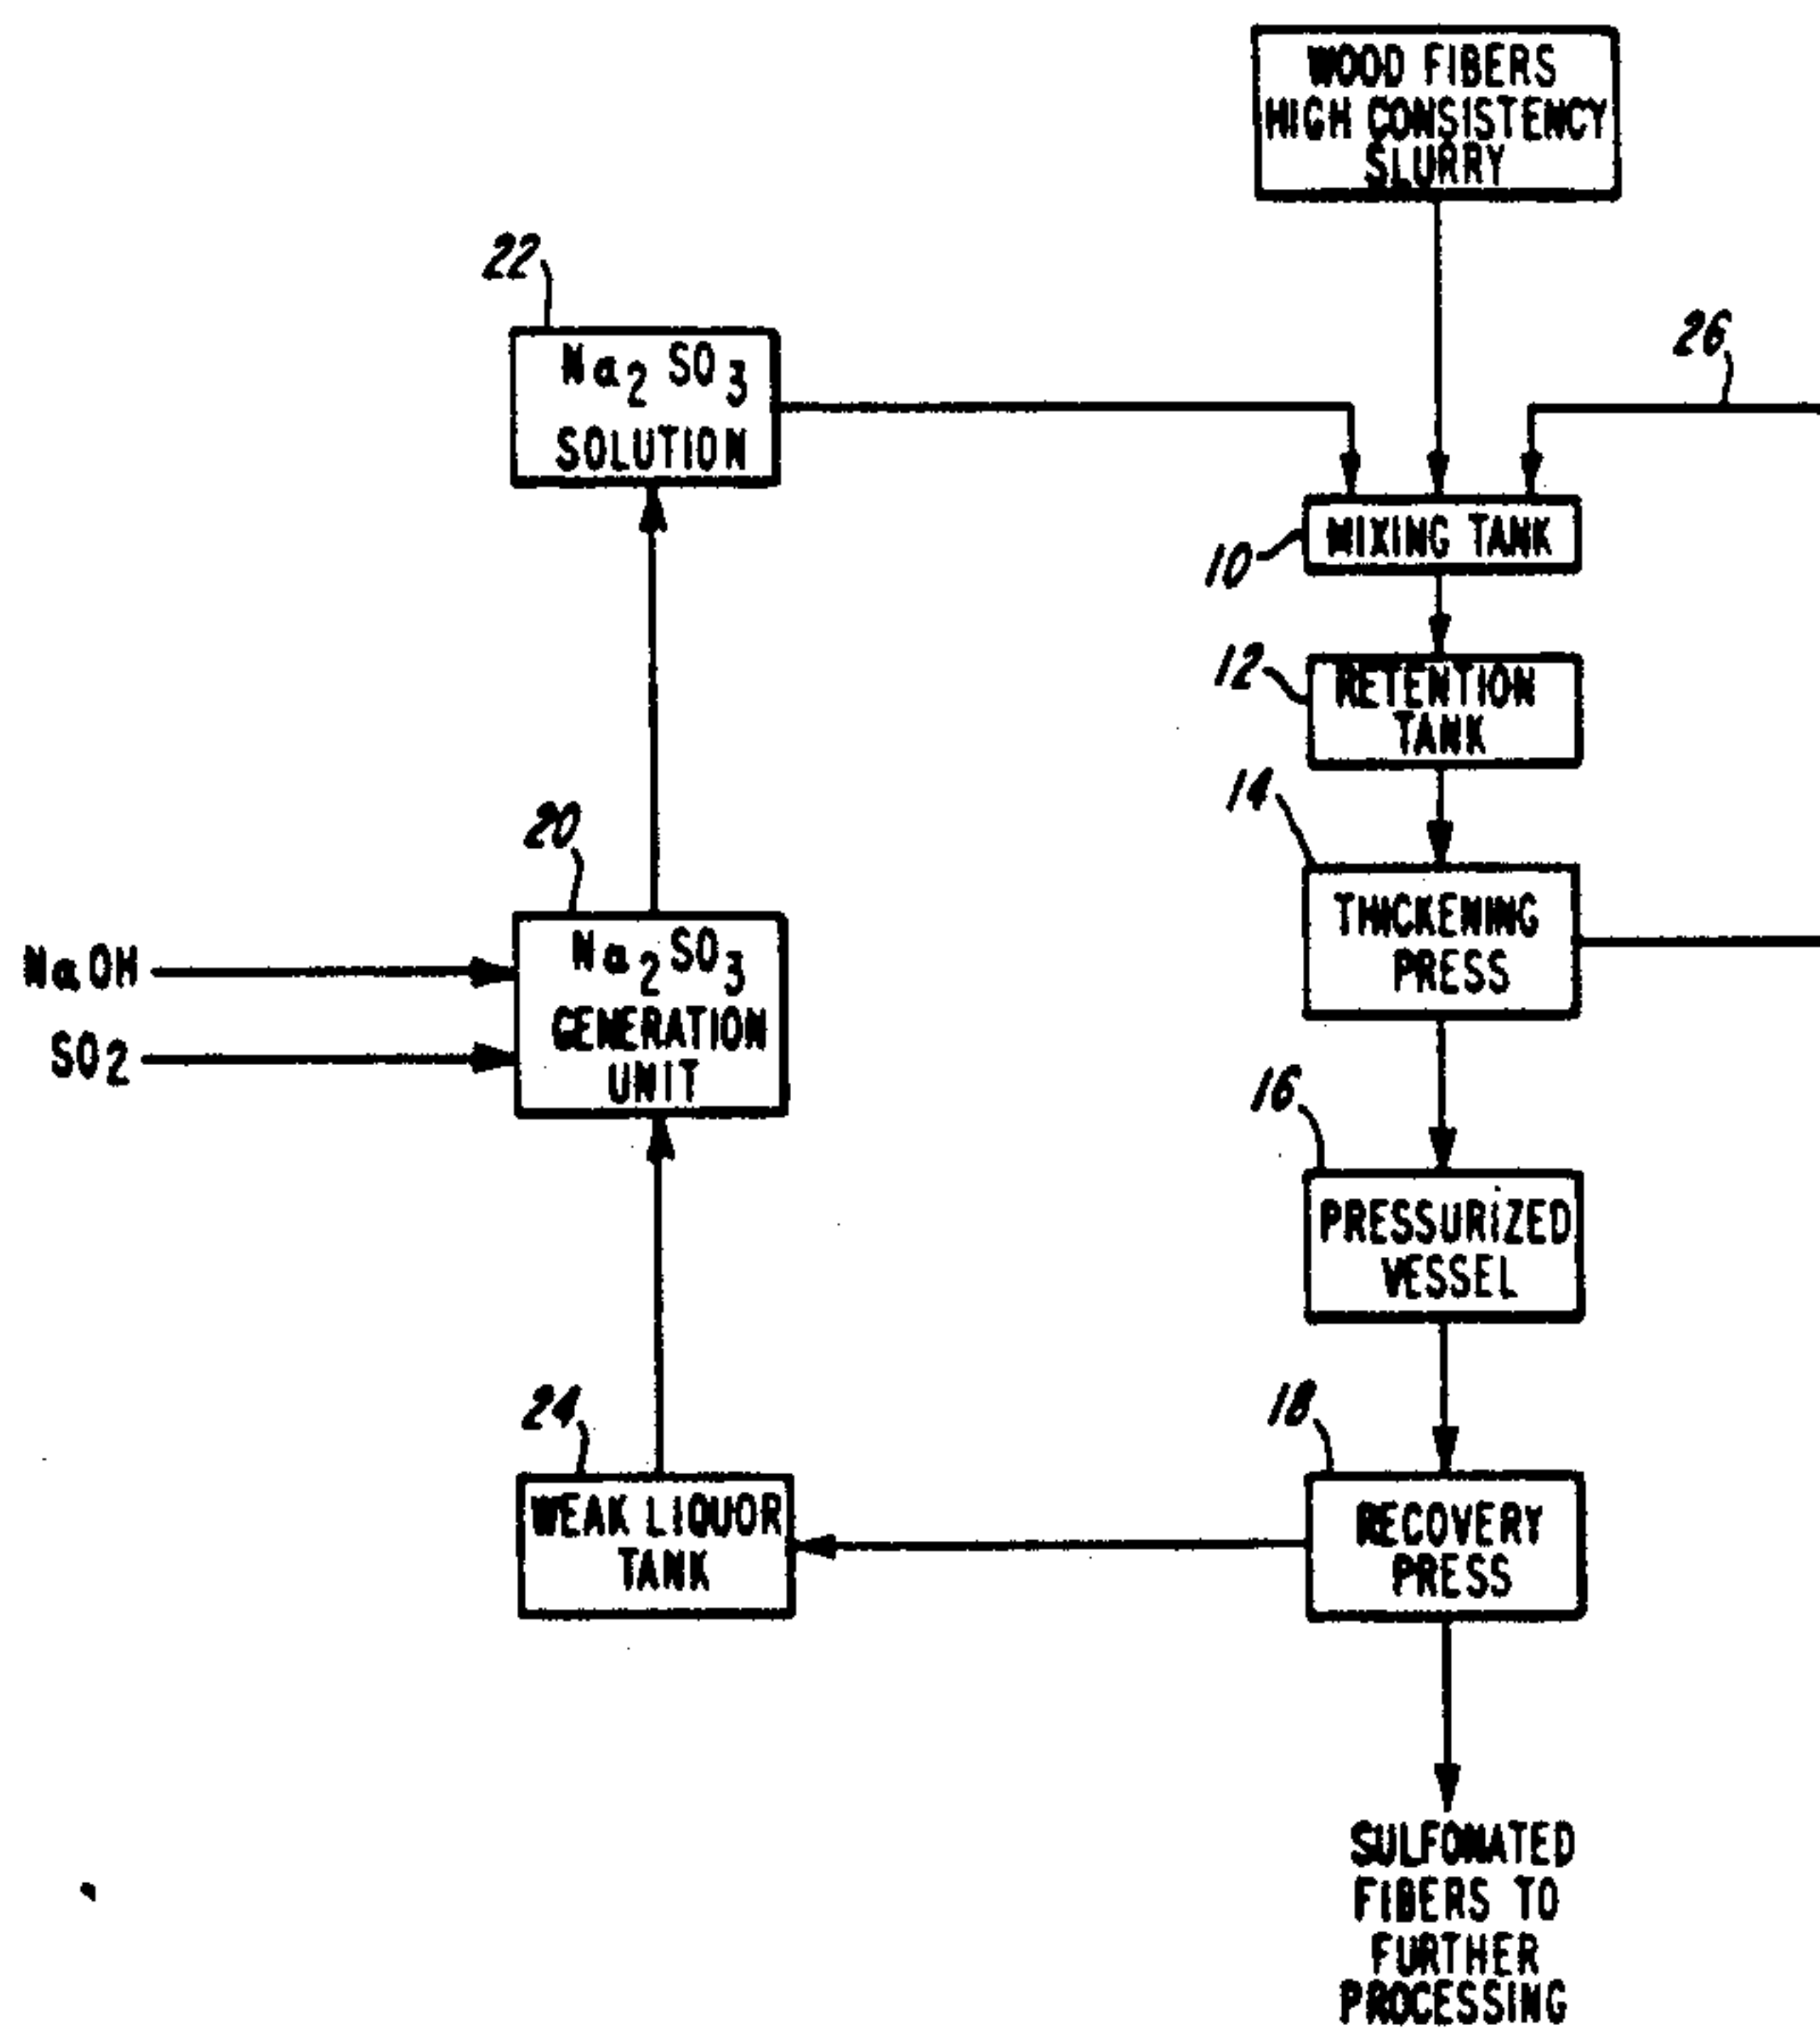 WOOD FIBERS
HIGH CONSISTENCY
SLURRY
22
Na2 SO3
SOLUTION
26
10
MIXING TANK
12
RETENTION
TANK
14
THICKENING
PRESS
20
NaOH
SO2
Na2SO3
GENERATION
UNIT
16
PRESSURIZED
VESSEL
24
WEAK LIQUOR
TANK
18
RECOVERY
PRESS
SULFONATED
FIBERS TO
FURTHER
PROCESSING